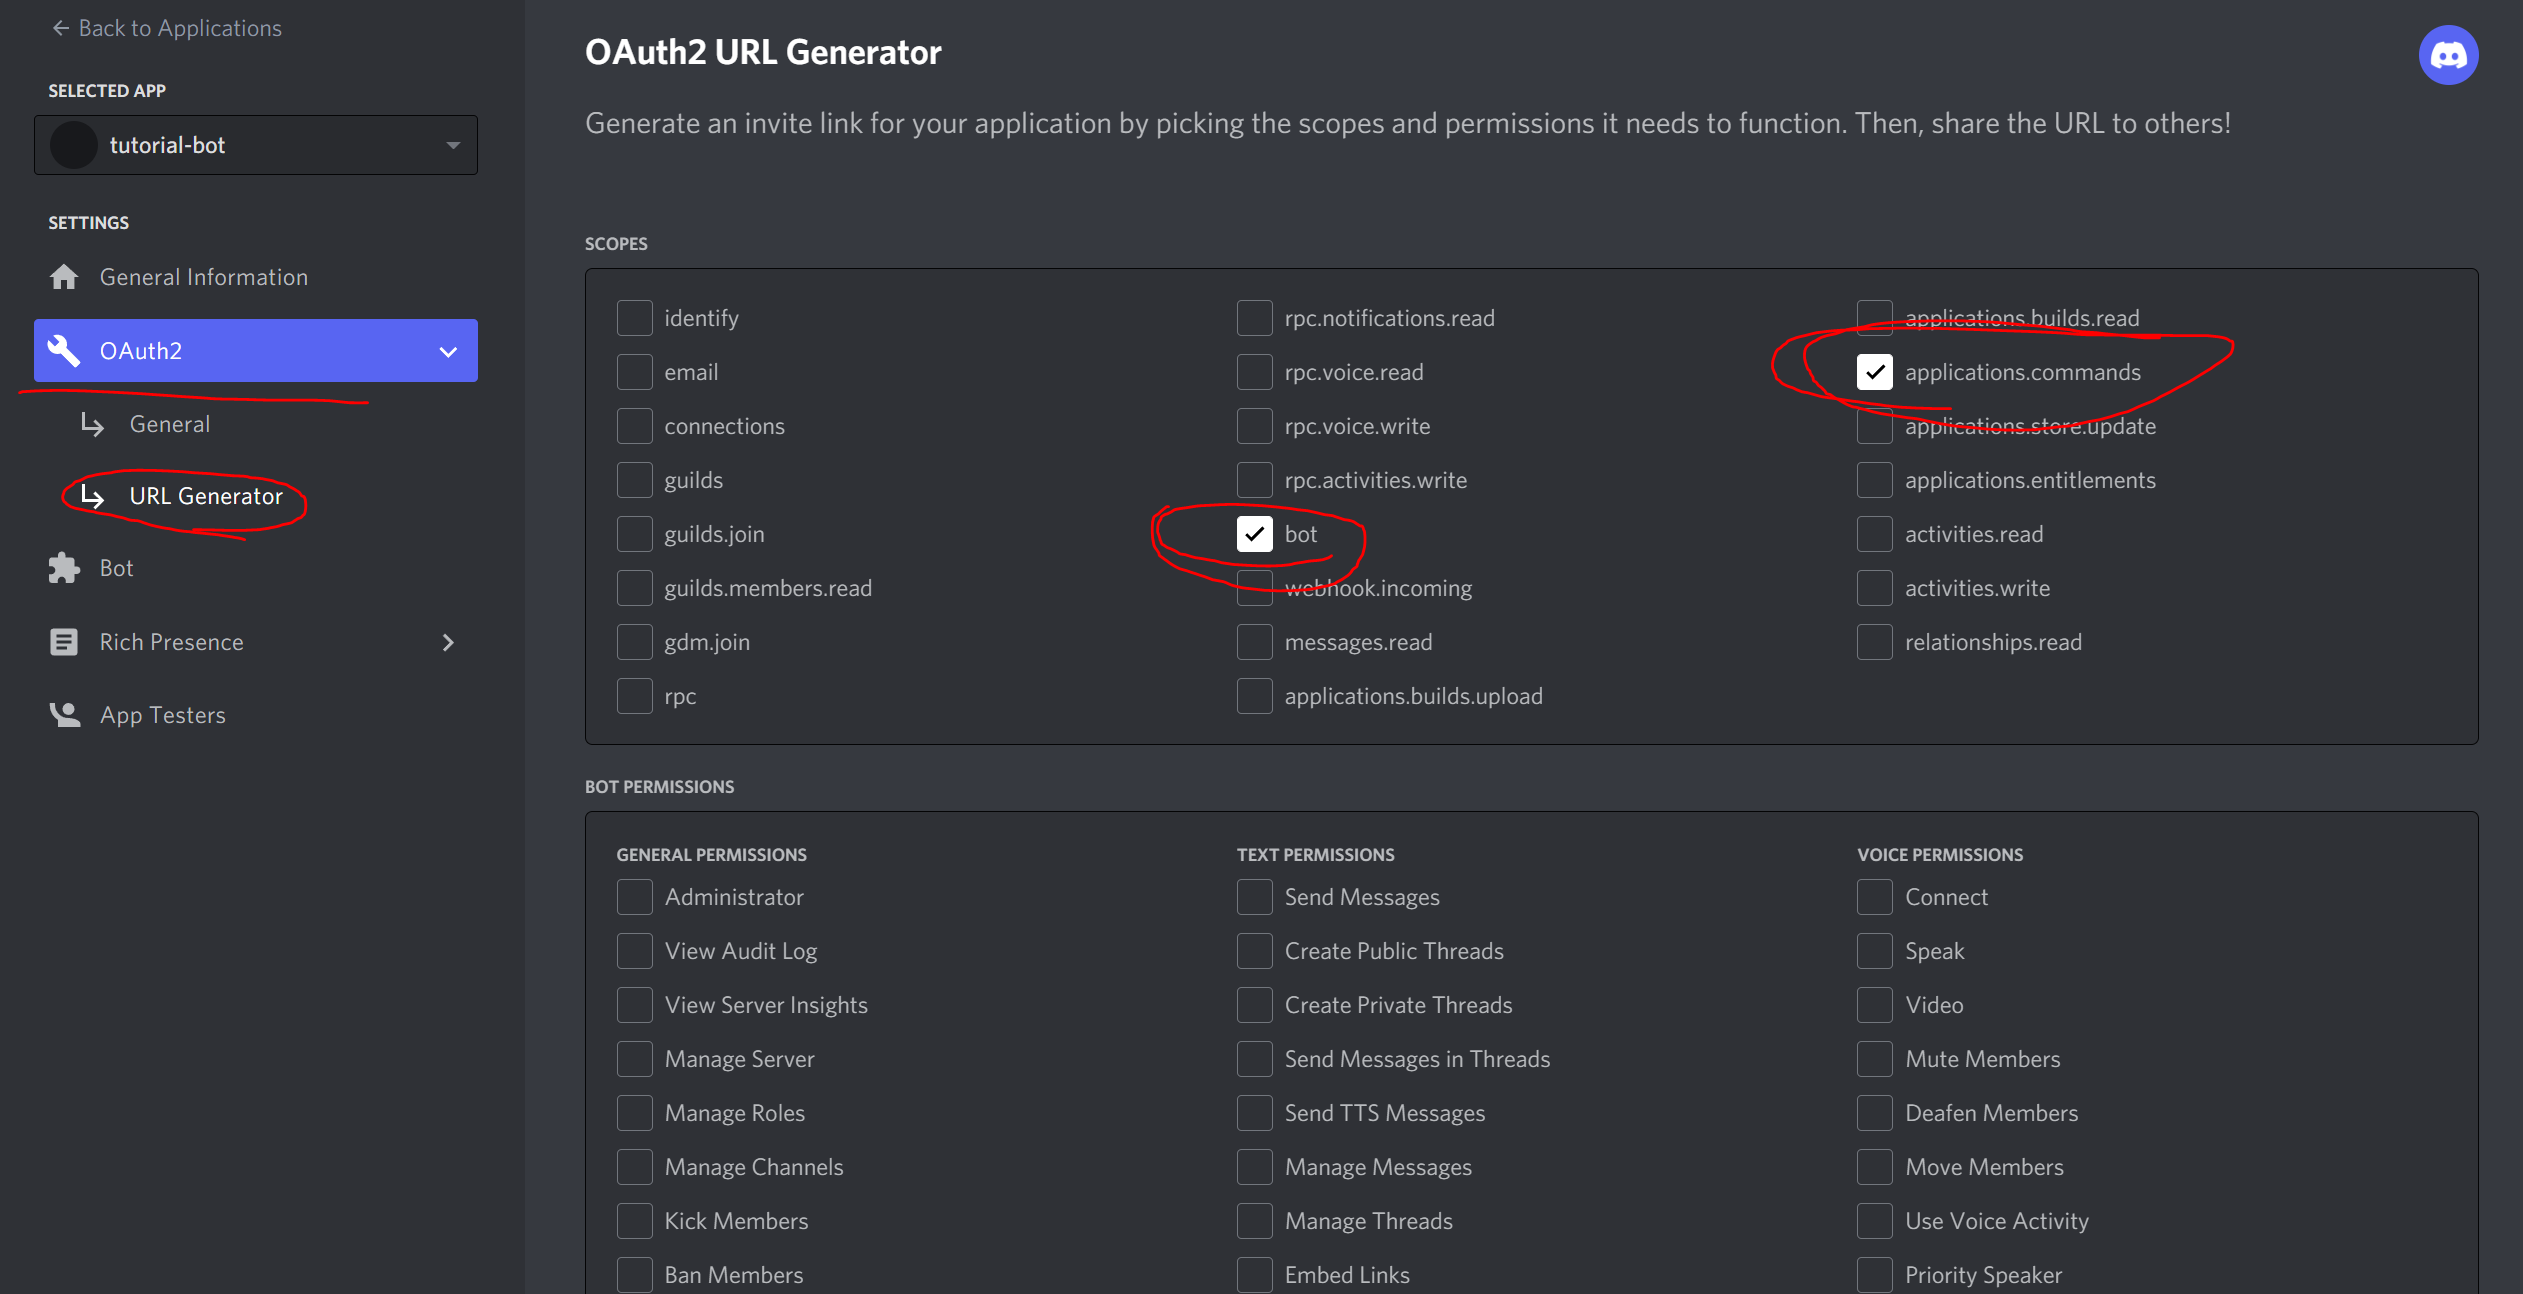 ← Back to Applications
SELECTED APP
tutorial-bot
SETTINGS
General Information
OAuth2
General
URL Generator
Bot
Rich Presence
App Testers
OAuth2 URL Generator
Generate an invite link for your application by picking the scopes and permissions it needs to function. Then, share the URL to others!
SCOPES
identify
email
connections
guilds
guilds.join
guilds.members.read
gdm.join
rpc
rpc.notifications.read
rpc.voice.read
rpc.voice.write
rpc.activities.write
bot
webhook.incoming
messages.read
applications.builds.upload
applications.builds.read
applications.commands
applications.store.update
applications.entitlements
activities.read
activities.write
relationships.read
BOT PERMISSIONS
GENERAL PERMISSIONS
Administrator
View Audit Log
View Server Insights
Manage Server
Manage Roles
Manage Channels
Kick Members
Ban Members
TEXT PERMISSIONS
Send Messages
Create Public Threads
Create Private Threads
Send Messages in Threads
Send TTS Messages
Manage Messages
Manage Threads
Embed Links
VOICE PERMISSIONS
Connect
Speak
Video
Mute Members
Deafen Members
Move Members
Use Voice Activity
Priority Speaker